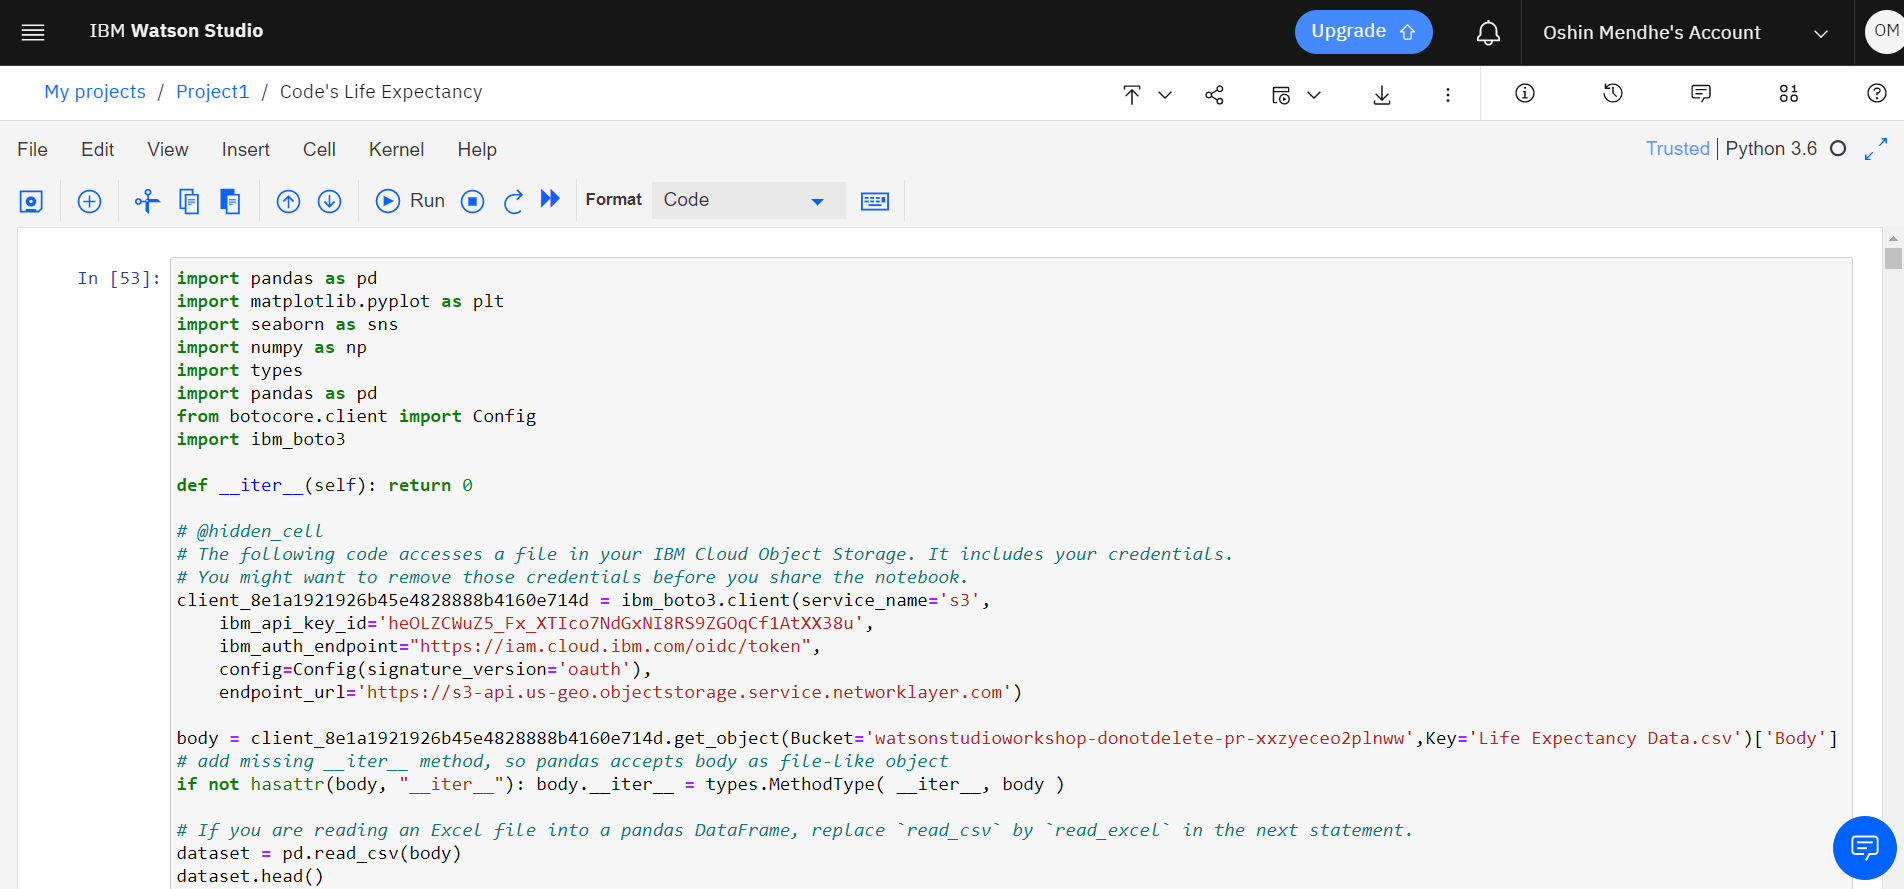 IBM Watson Studio
Upgrade
Oshin Mendhe's Account
OM
My projects / Project1 / Code's Life Expectancy
File Edit View Insert Cell Kernel Help
Trusted | Python 3.6
Run
Format
Code
In [53]:
import pandas as pd
import matplotlib.pyplot as plt
import seaborn as sns
import numpy as np
import types
import pandas as pd
from botocore.client import Config
import ibm_boto3
def __iter__(self): return 0
# @hidden_cell
# The following code accesses a file in your IBM Cloud Object Storage. It includes your credentials.
# You might want to remove those credentials before you share the notebook.
client_8e1a1921926b45e4828888b4160e714d = ibm_boto3.client(service_name='s3',
    ibm_api_key_id='heOLZCWuZ5_Fx_XTIco7NdGxNI8RS9ZGOqCf1AtXX38u',
    ibm_auth_endpoint="https://iam.cloud.ibm.com/oidc/token",
    config=Config(signature_version='oauth'),
    endpoint_url='https://s3-api.us-geo.objectstorage.service.networklayer.com')
body = client_8e1a1921926b45e4828888b4160e714d.get_object(Bucket='watsonstudioworkshop-donotdelete-pr-xxzyeceo2plnww',Key='Life Expectancy Data.csv')['Body']
# add missing __iter__ method, so pandas accepts body as file-like object
if not hasattr(body, "__iter__"): body.__iter__ = types.MethodType( __iter__, body )
# If you are reading an Excel file into a pandas DataFrame, replace `read_csv` by `read_excel` in the next statement.
dataset = pd.read_csv(body)
dataset.head()